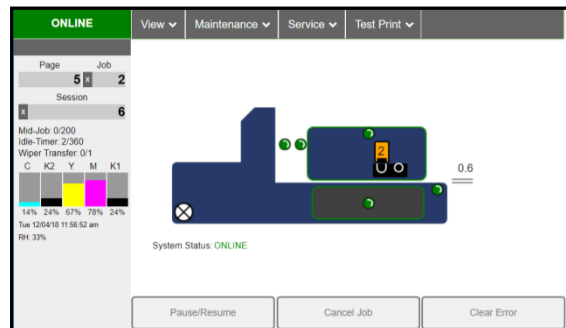 ONLINE
View Maintenance Service Test Print
Page Job
5 x 2
Session
x 6
Mid-Job: 0/200
Idle-Timer: 2/360
Wiper Transfer: 0/1
C K2 Y M K1
14% 24% 67% 78% 24%
Tue 12/04/18 11:56:52 am
RH: 33%
2
0.6
System Status: ONLINE
Pause/Resume Cancel Job Clear Error